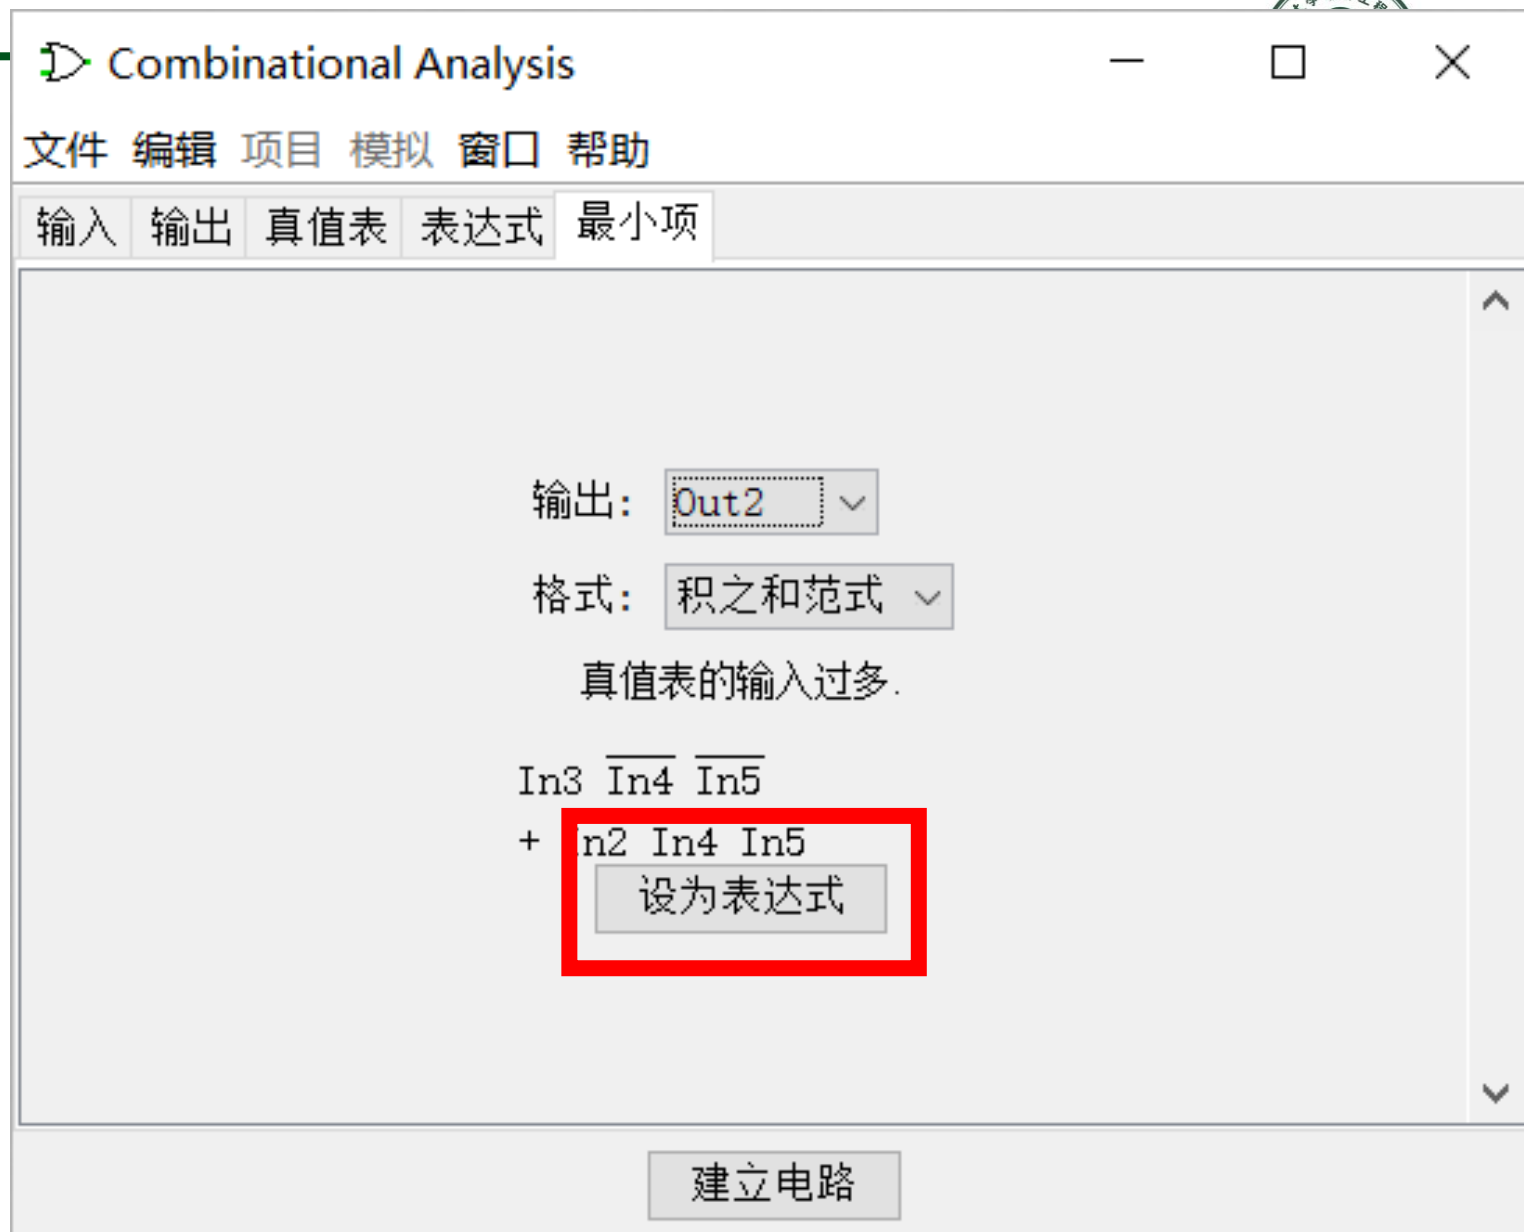 Combinational Analysis
文件 编辑 项目 模拟 窗口 帮助
输入 输出 真值表 表达式 最小项
输出: Out2
格式: 积之和范式
真值表的输入过多.
In3 I̅n̅4̅ I̅n̅5̅
+ In2 In4 In5
设为表达式
建立电路